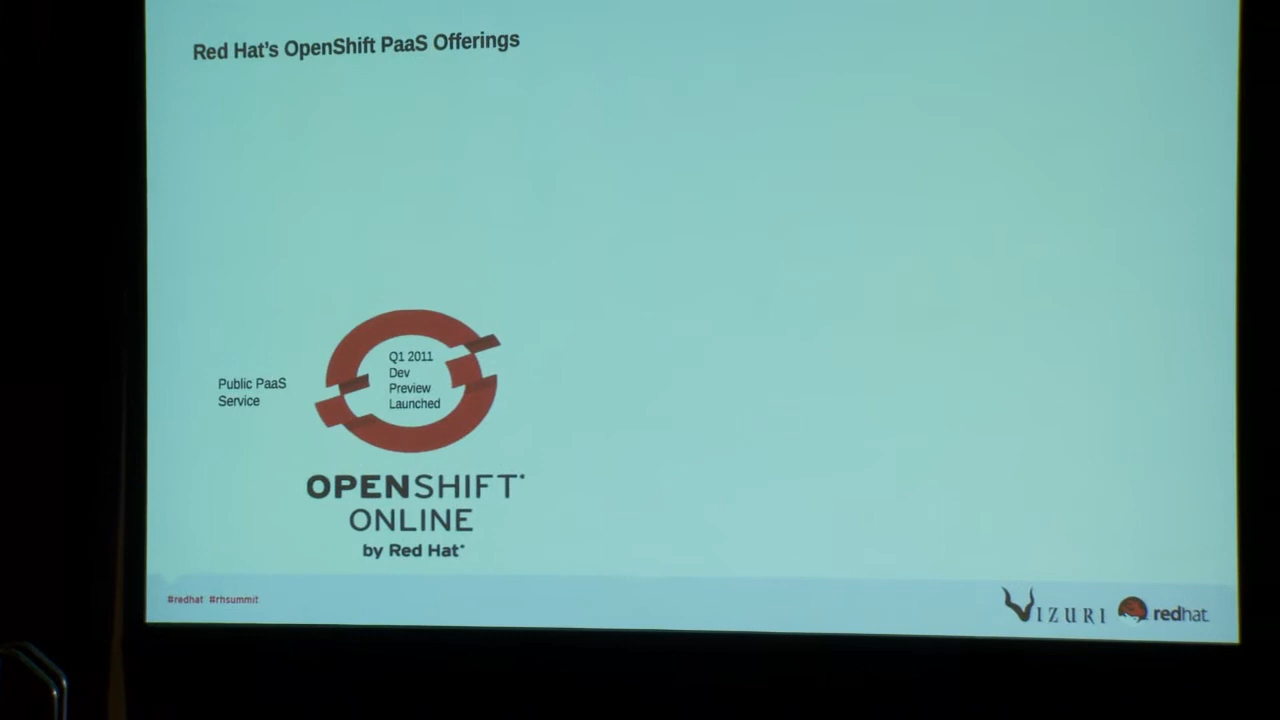 Red Hat's OpenShift PaaS Offerings
Q1 2011
Dev
Preview
Launched
Public PaaS
Service
OPENSHIFT
ONLINE
by Red Hat
#redhat #rhsummit
VIZURI
redhat